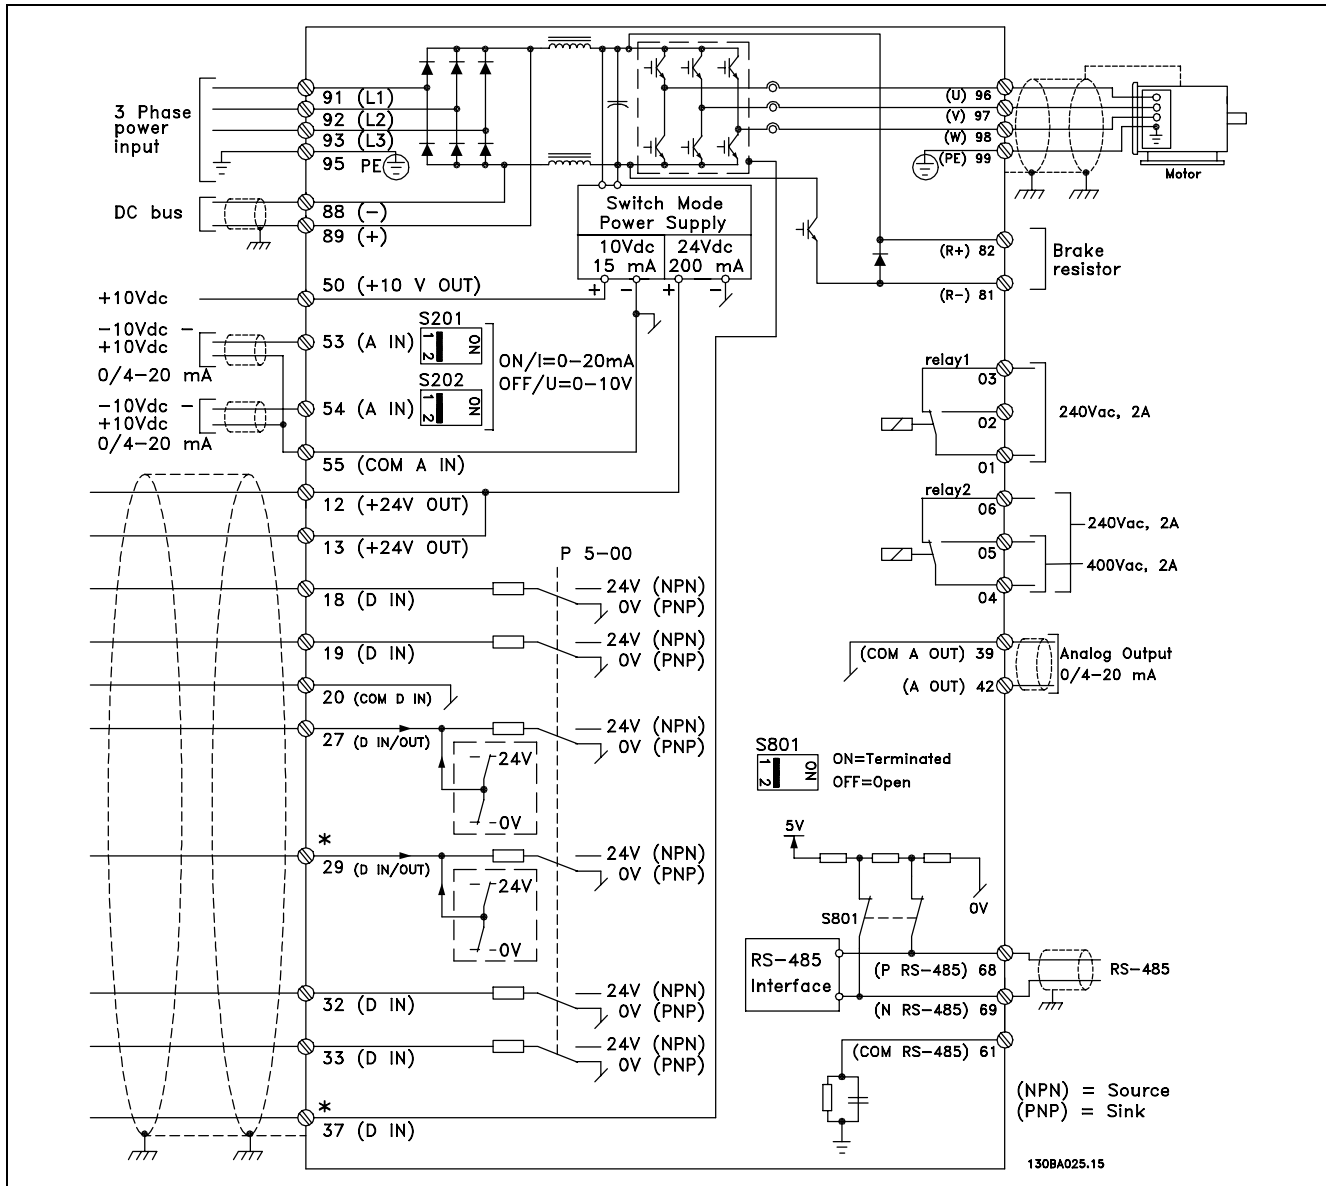 3 Phase
power
input
91 (L1)
92 (L2)
93 (L3)
95 PE
DC bus
88 (−)
89 (+)
+10Vdc
50 (+10 V OUT)
−10Vdc −
+10Vdc
0/4−20 mA
53 (A IN)
S201
1
2
ON
ON/I=0−20mA
OFF/U=0−10V
−10Vdc −
+10Vdc
0/4−20 mA
54 (A IN)
S202
1
2
ON
55 (COM A IN)
12 (+24V OUT)
13 (+24V OUT)
P 5-00
18 (D IN)
24V (NPN)
0V (PNP)
19 (D IN)
24V (NPN)
0V (PNP)
20 (COM D IN)
27 (D IN/OUT)
24V (NPN)
0V (PNP)
24V
0V
*
29 (D IN/OUT)
24V (NPN)
0V (PNP)
24V
0V
32 (D IN)
24V (NPN)
0V (PNP)
33 (D IN)
24V (NPN)
0V (PNP)
*
37 (D IN)
Switch Mode
Power Supply
10Vdc
15 mA
24Vdc
200 mA
+ − + −
(U) 96
(V) 97
(W) 98
(PE) 99
Motor
(R+) 82
(R−) 81
Brake
resistor
relay1
03
02
01
240Vac, 2A
relay2
06
05
04
240Vac, 2A
400Vac, 2A
(COM A OUT) 39
(A OUT) 42
Analog Output
0/4−20 mA
S801
1
2
ON
ON=Terminated
OFF=Open
5V
0V
S801
RS-485
Interface
(P RS-485) 68
(N RS-485) 69
RS-485
(COM RS-485) 61
(NPN) = Source
(PNP) = Sink
130BA025.15